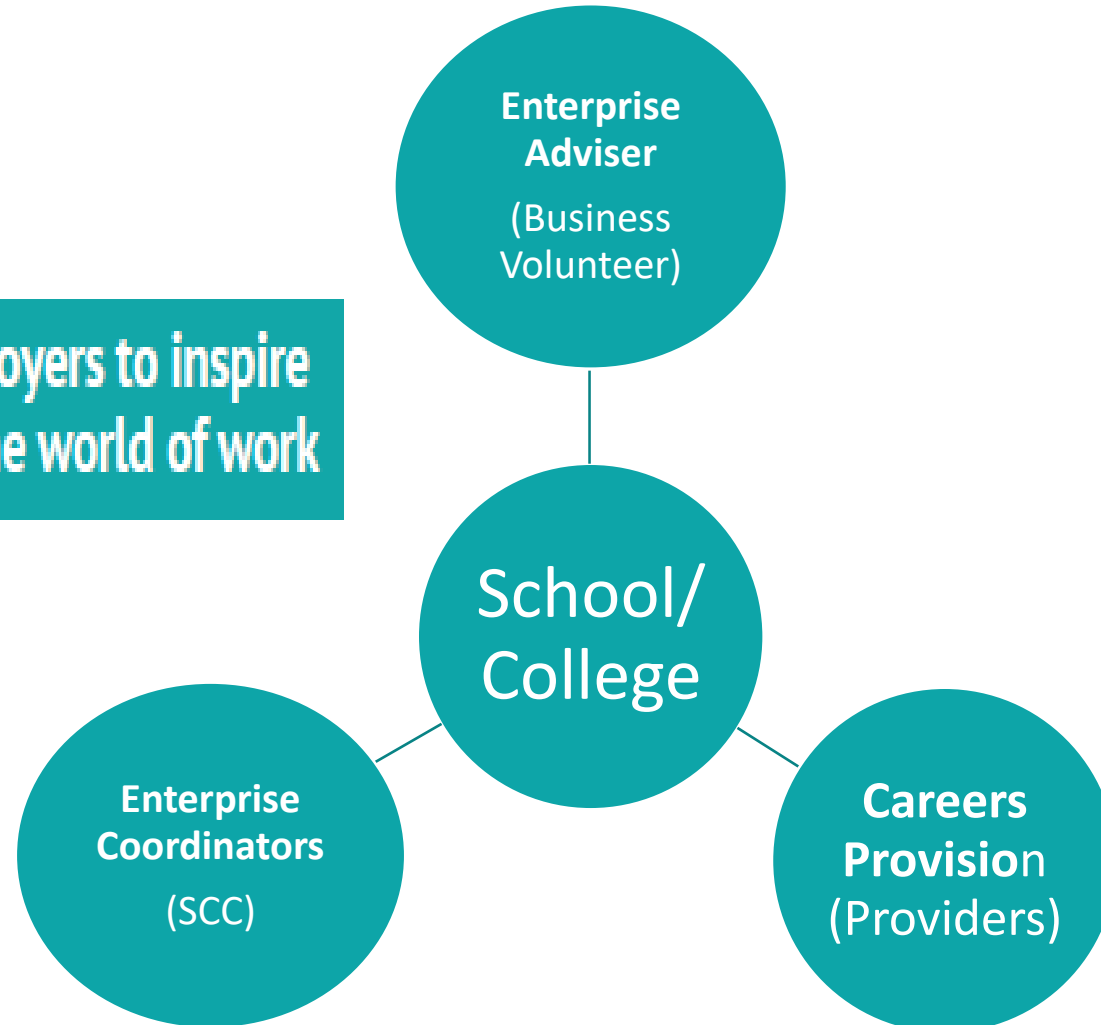 Enterprise
Adviser
(Business
Volunteer)
oyers to inspire
e world of work
School/
College
Enterprise
Coordinators
(SCC)
Careers
Provision
(Providers)